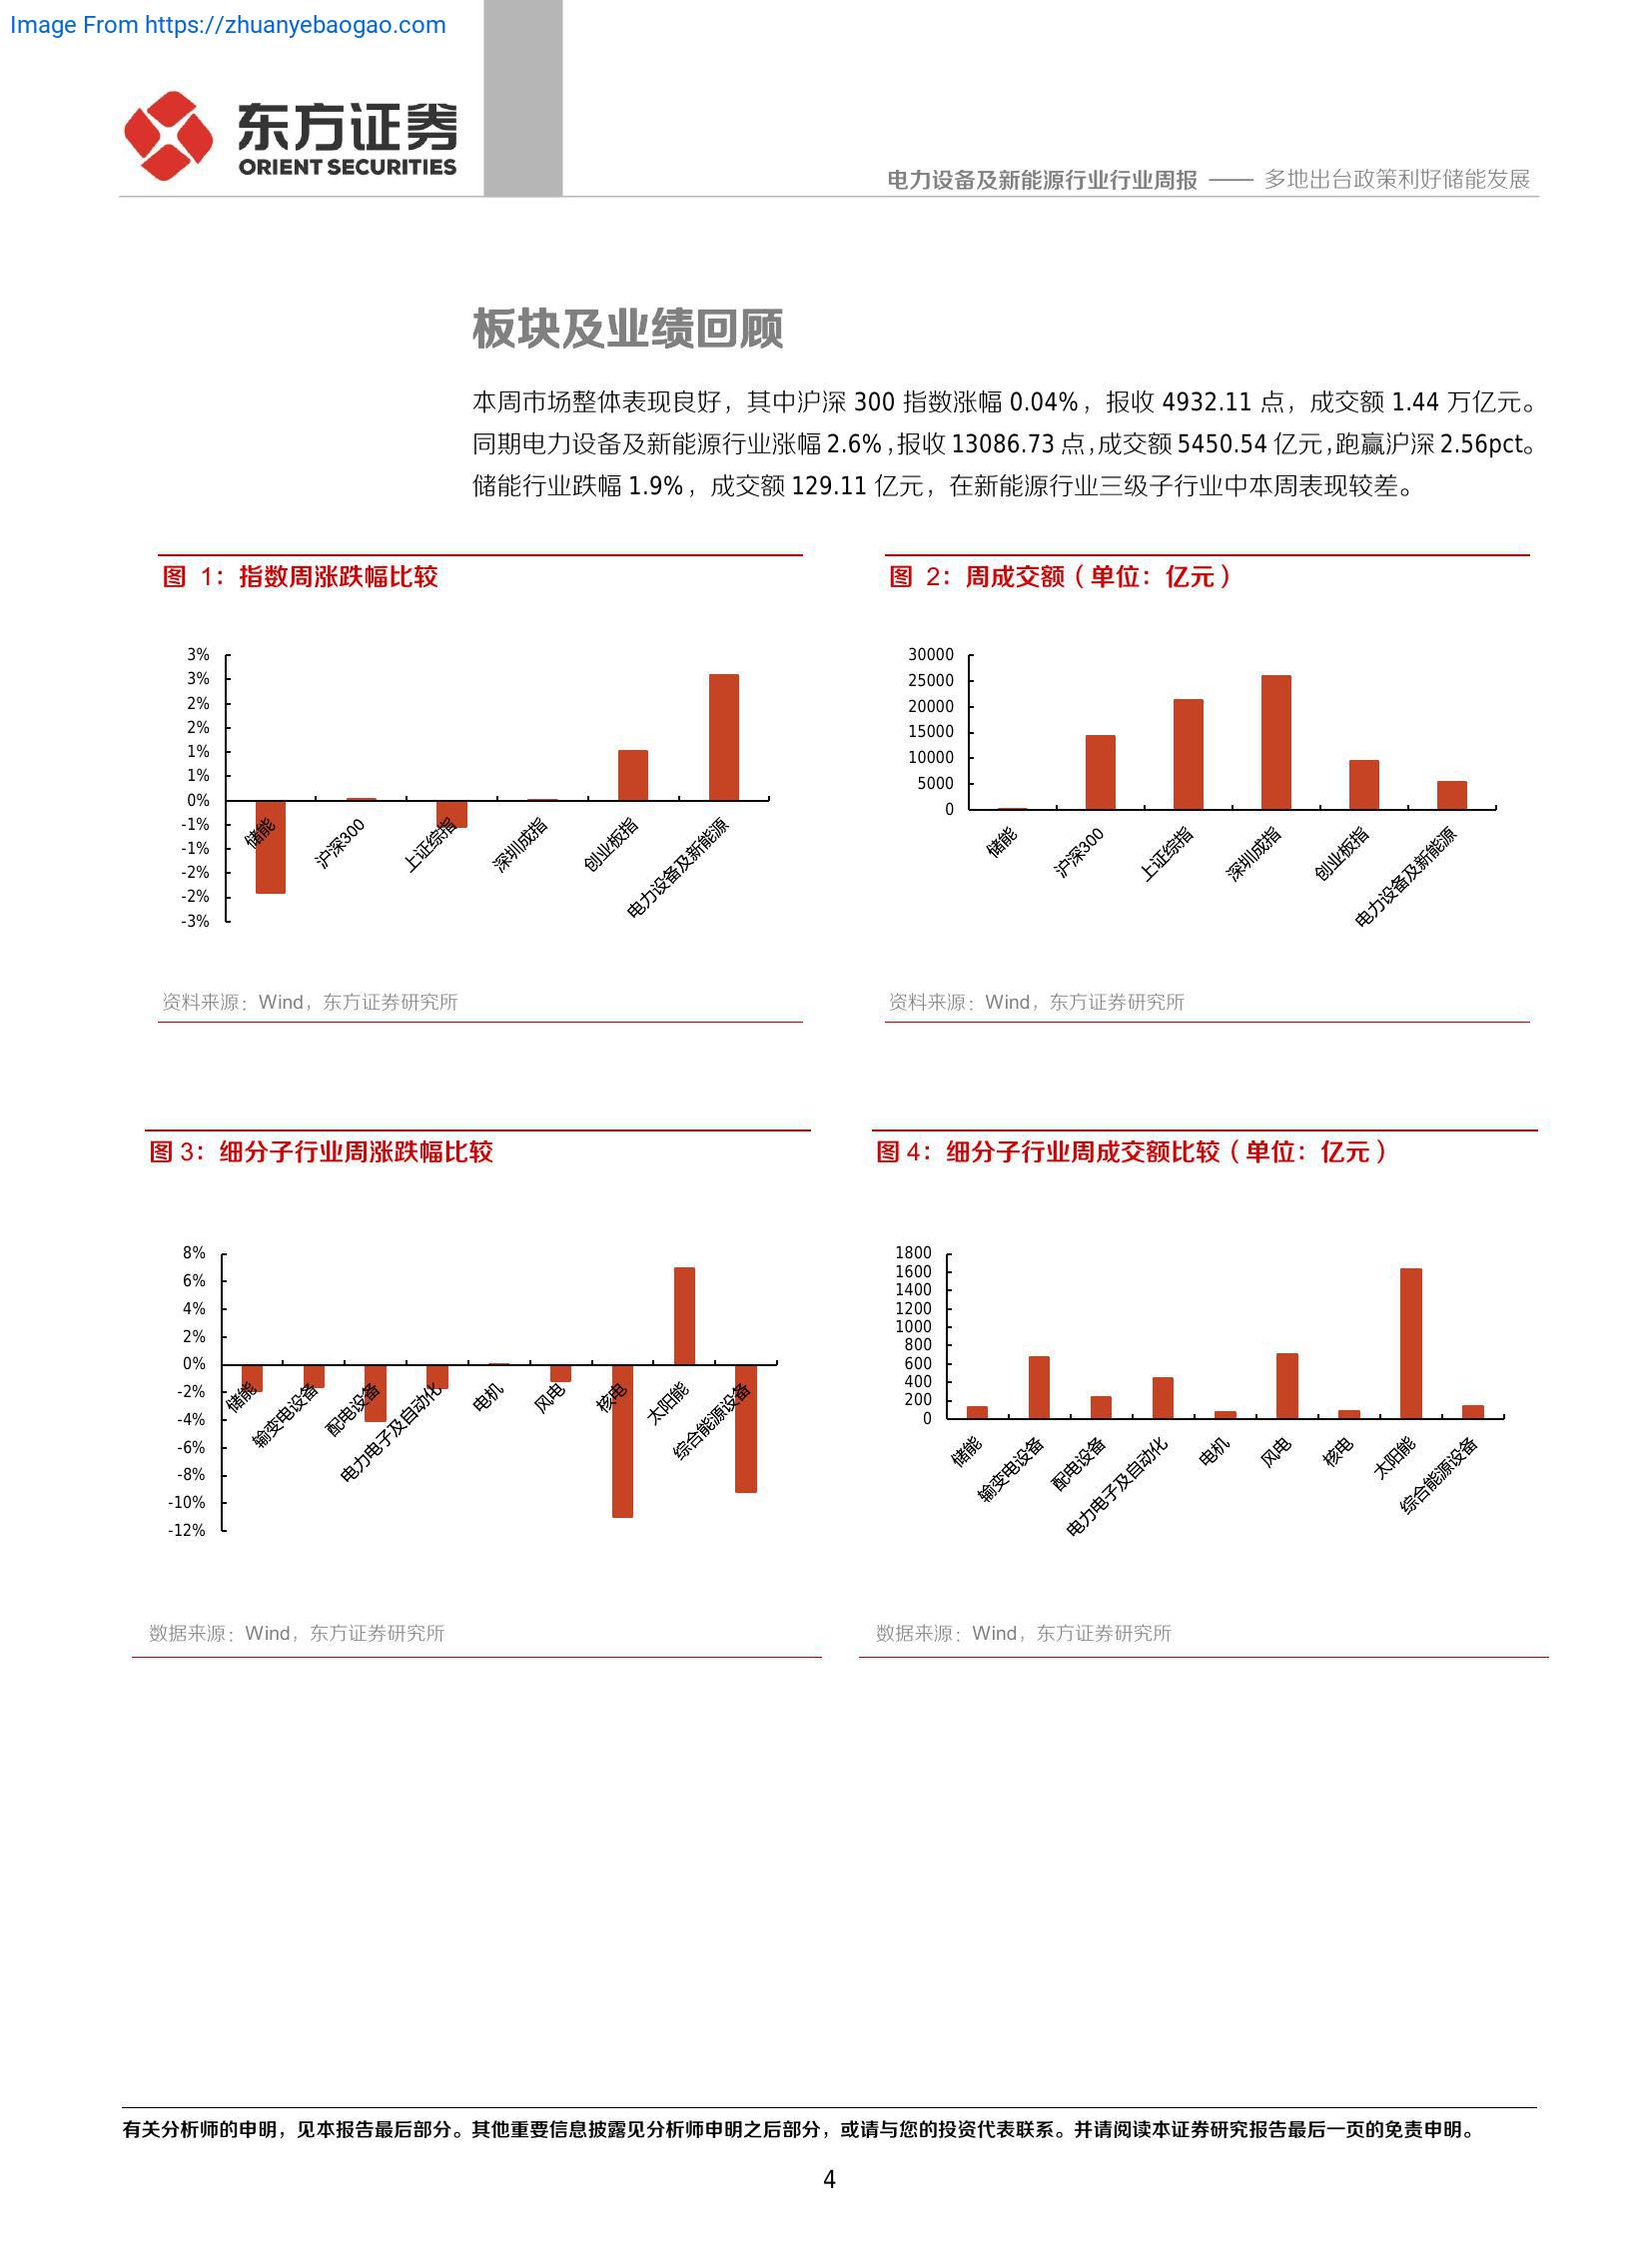 Image From https://zhuanyebaogao.com
东方证券
ORIENT SECURITIES
电力设备及新能源行业行业周报 —— 多地出台政策利好储能发展
板块及业绩回顾
本周市场整体表现良好，其中沪深 300 指数涨幅 0.04%，报收 4932.11 点，成交额 1.44 万亿元。
同期电力设备及新能源行业涨幅 2.6%，报收 13086.73 点，成交额 5450.54 亿元，跑赢沪深 2.56pct。
储能行业跌幅 1.9%，成交额 129.11 亿元，在新能源行业三级子行业中本周表现较差。
图 1：指数周涨跌幅比较
3%
3%
2%
2%
1%
1%
0%
-1%
-1%
-2%
-2%
-3%
储能
沪深300
上证综指
深圳成指
创业板指
电力设备及新能源
资料来源：Wind，东方证券研究所
图 2：周成交额（单位：亿元）
30000
25000
20000
15000
10000
5000
0
储能
沪深300
上证综指
深圳成指
创业板指
电力设备及新能源
资料来源：Wind，东方证券研究所
图 3：细分子行业周涨跌幅比较
8%
6%
4%
2%
0%
-2%
-4%
-6%
-8%
-10%
-12%
储能
输变电设备
配电设备
电力电子及自动化
电机
风电
核电
太阳能
综合能源设备
数据来源：Wind，东方证券研究所
图 4：细分子行业周成交额比较（单位：亿元）
1800
1600
1400
1200
1000
800
600
400
200
0
储能
输变电设备
配电设备
电力电子及自动化
电机
风电
核电
太阳能
综合能源设备
数据来源：Wind，东方证券研究所
有关分析师的申明，见本报告最后部分。其他重要信息披露见分析师申明之后部分，或请与您的投资代表联系。并请阅读本证券研究报告最后一页的免责申明。
4